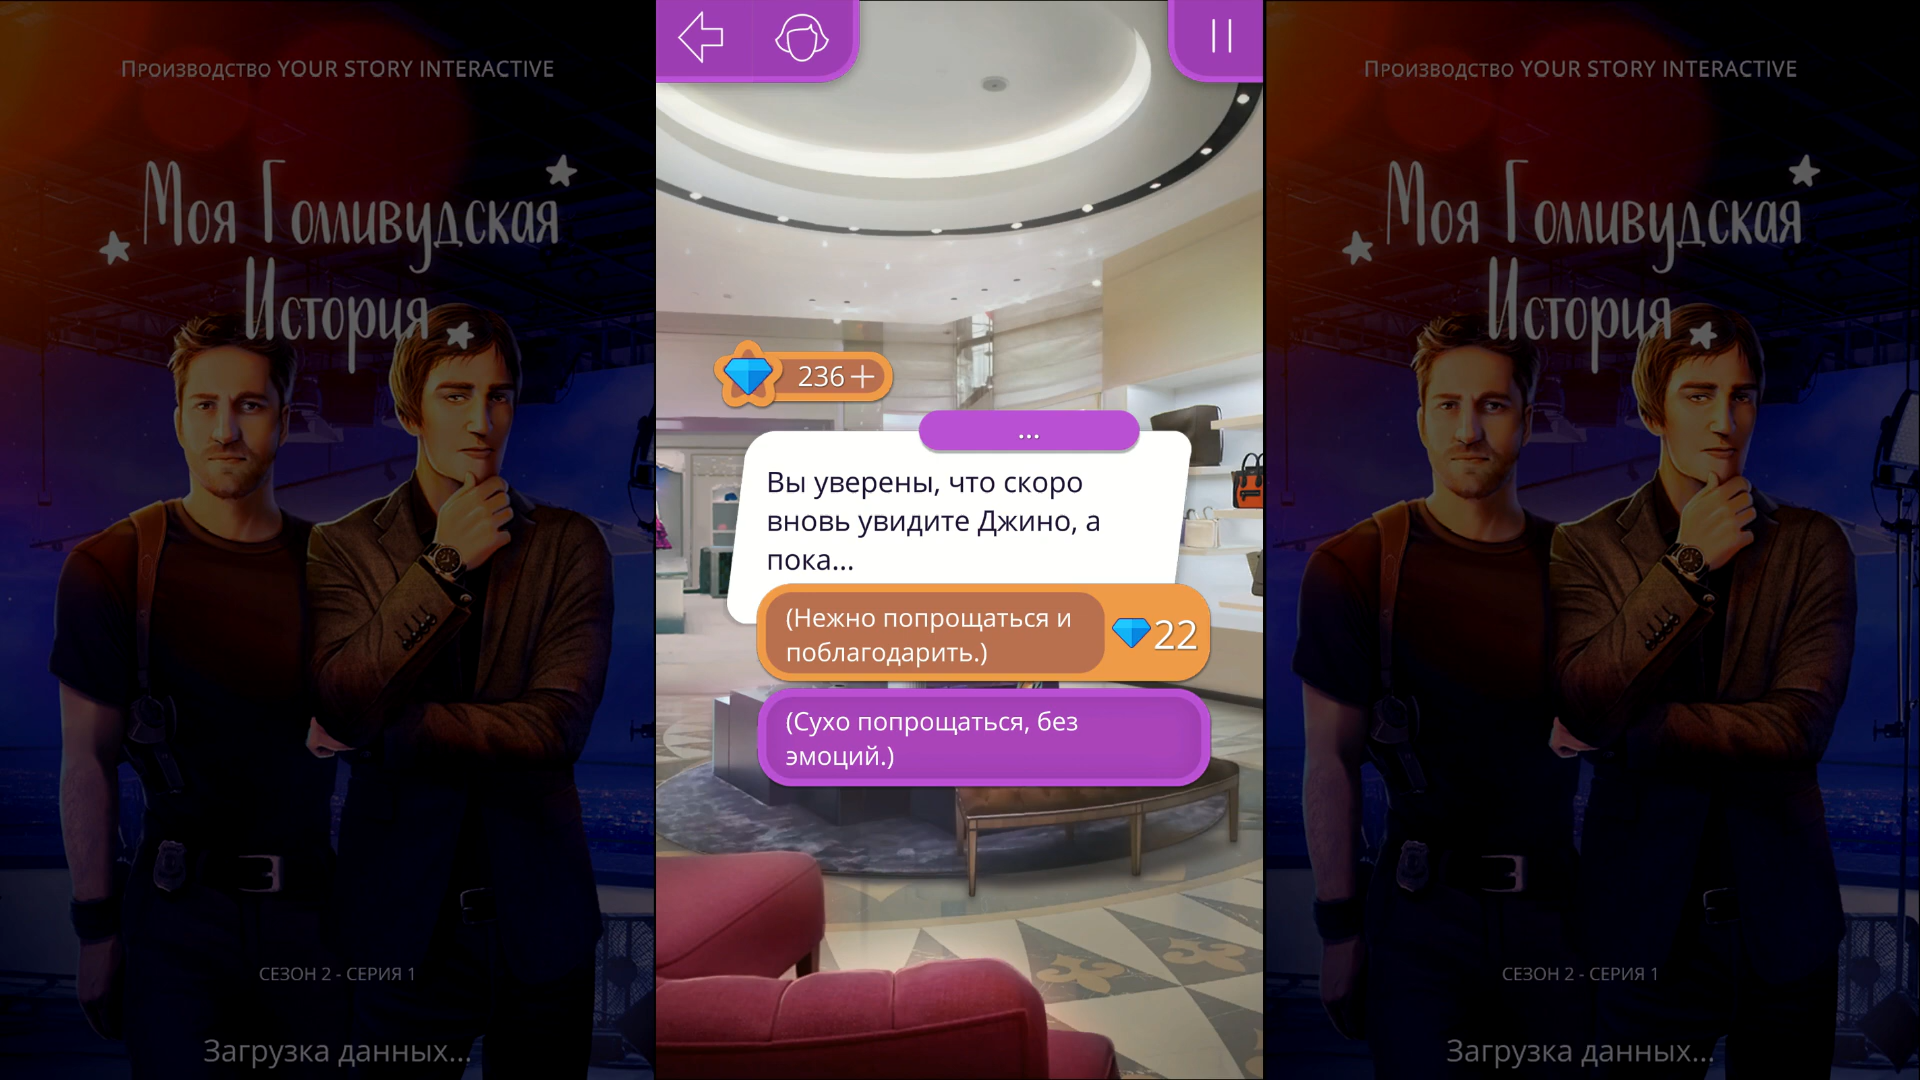 Производство YOUR STORY INTERACTIVE
Моя Голливудская
История
СЕЗОН 2 - СЕРИЯ 1
Загрузка данных...
236
...
Вы уверены, что скоро
вновь увидите Джино, а
пока...
(Нежно попрощаться и
поблагодарить.)
22
(Сухо попрощаться, без
эмоций.)
Производство YOUR STORY INTERACTIVE
Моя Голливудская
История
СЕЗОН 2 - СЕРИЯ 1
Загрузка данных...